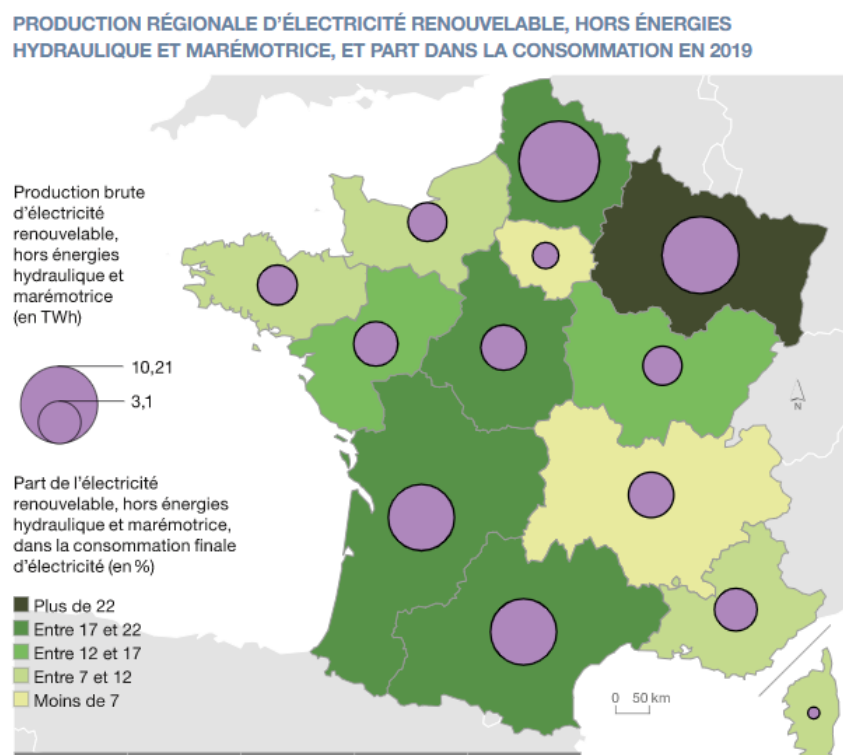 PRODUCTION RÉGIONALE D'ÉLECTRICITÉ RENOUVELABLE, HORS ÉNERGIES
HYDRAULIQUE ET MARÉMOTRICE, ET PART DANS LA CONSOMMATION EN 2019
Production brute
d'électricité
renouvelable,
hors énergies
hydraulique et
marémotrice
(en TWh)
10,21
3,1
Part de l'électricité
renouvelable, hors énergies
hydraulique et marémotrice,
dans la consommation finale
d'électricité (en %)
Plus de 22
Entre 17 et 22
Entre 12 et 17
Entre 7 et 12
Moins de 7
N
0 50 km